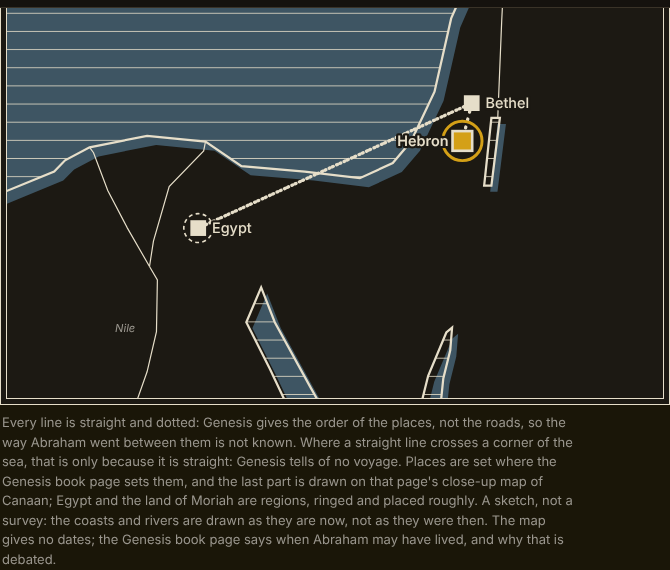 Bethel
Hebron
Egypt
Nile
Every line is straight and dotted: Genesis gives the order of the places, not the roads, so the
way Abraham went between them is not known. Where a straight line crosses a corner of the
sea, that is only because it is straight: Genesis tells of no voyage. Places are set where the
Genesis book page sets them, and the last part is drawn on that page's close-up map of
Canaan; Egypt and the land of Moriah are regions, ringed and placed roughly. A sketch, not a
survey: the coasts and rivers are drawn as they are now, not as they were then. The map
gives no dates; the Genesis book page says when Abraham may have lived, and why that is
debated.